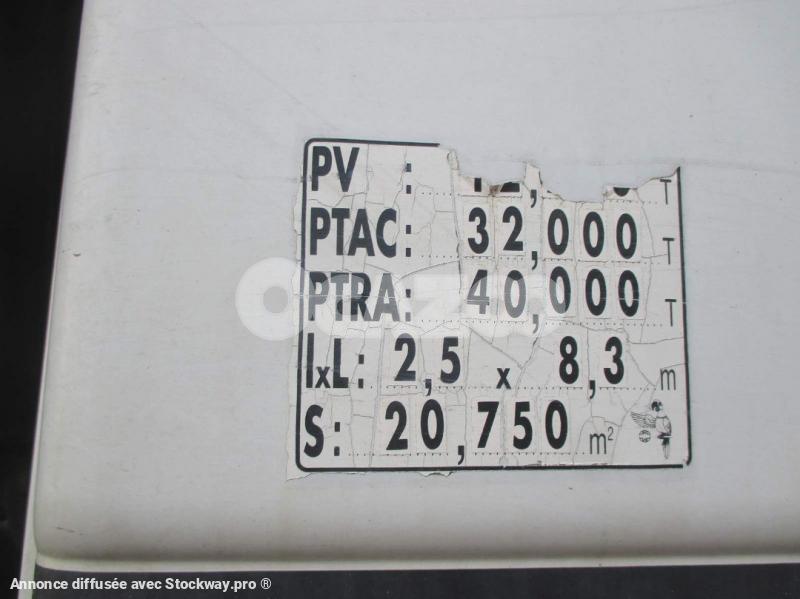 PV : T
PTAC: 32,000 T
PTRA: 40,000 T
lxL: 2,5 x 8,3 m
S: 20,750 m²
Annonce diffusée avec Stockway.pro ®